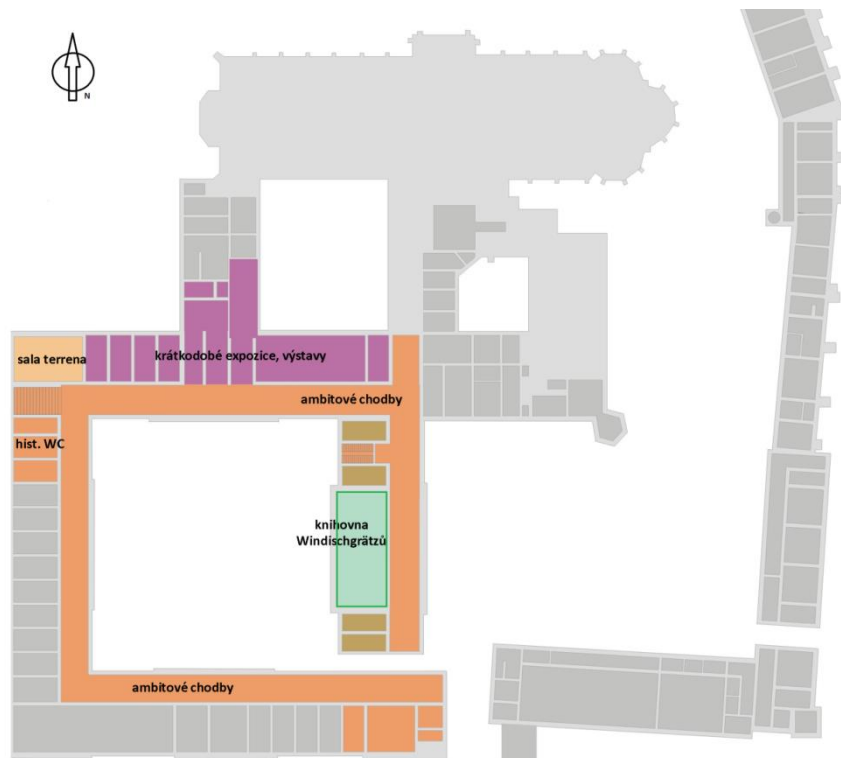 N
sala terrena
krátkodobé expozice, výstavy
ambitové chodby
hist. WC
knihovna
Windischgrätzů
ambitové chodby